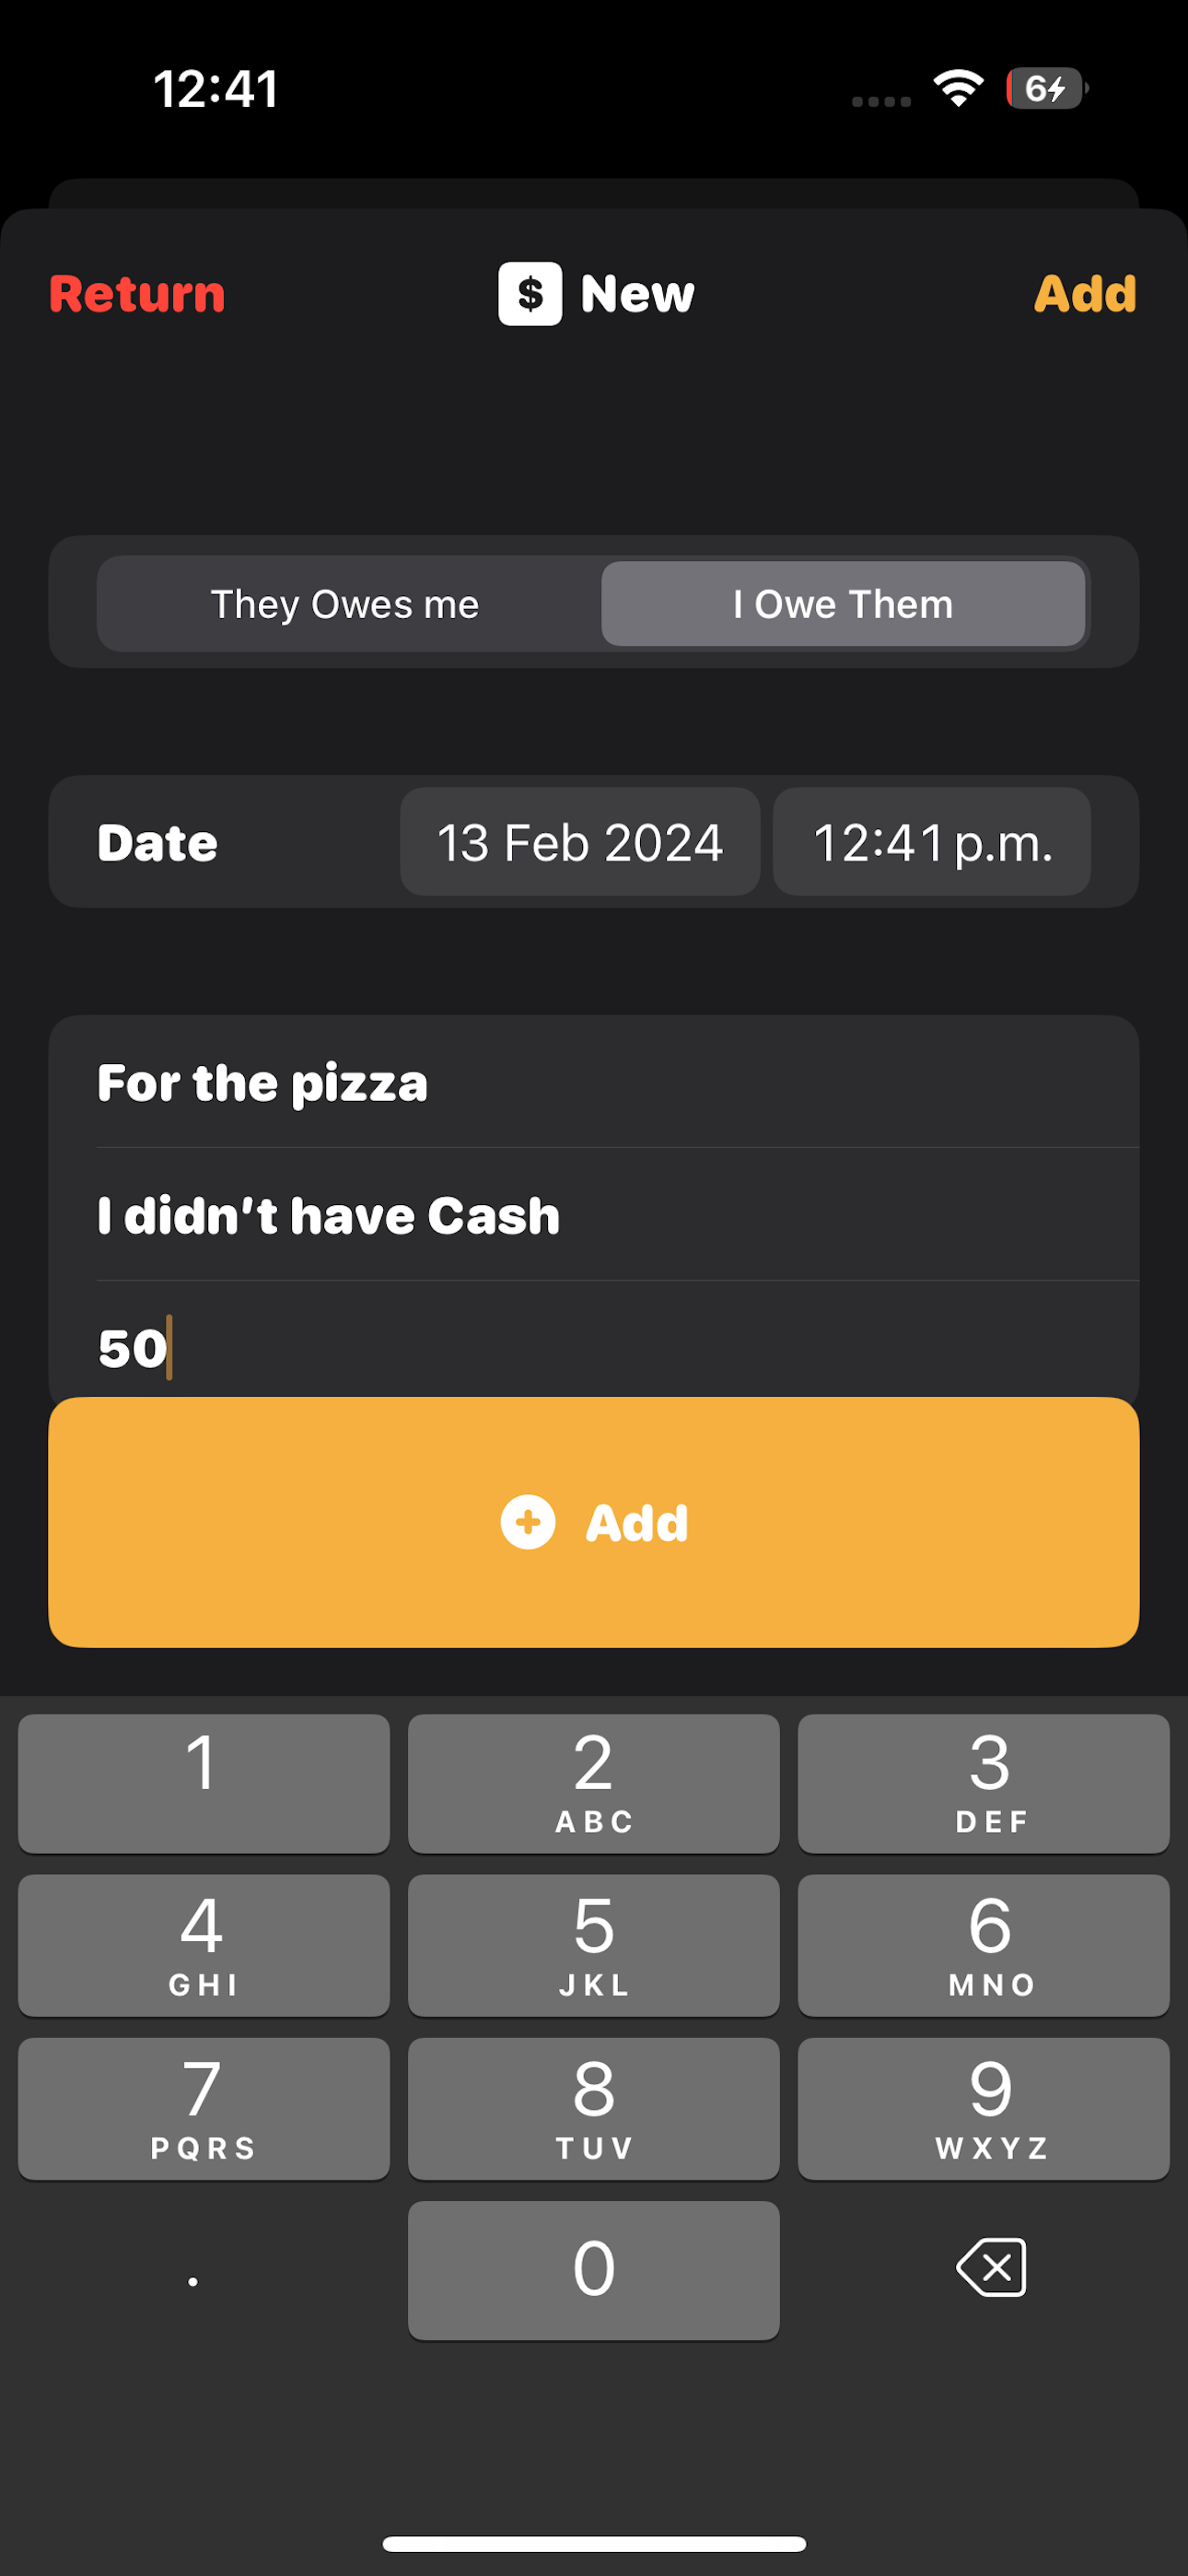 12:41
6
Return
$ New
Add
They Owes me
I Owe Them
Date
13 Feb 2024
12:41 p.m.
For the pizza
I didn't have Cash
50
Add
1
2
ABC
3
DEF
4
GHI
5
JKL
6
MNO
7
PQRS
8
TUV
9
WXYZ
.
0